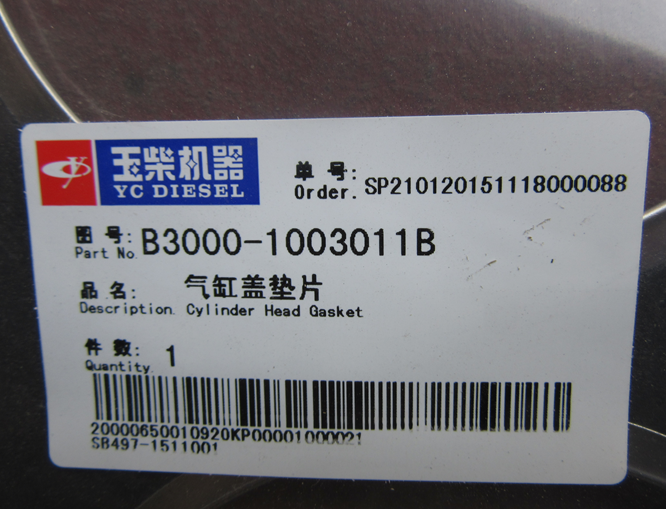 玉柴机器
YC DIESEL
单号:
Order. SP210120151118000088
图号:
Part No. B3000-1003011B
品名: 气缸盖垫片
Description. Cylinder Head Gasket
件数: 1
Quantity
20000650010920KP00001000021
SB497-1511001